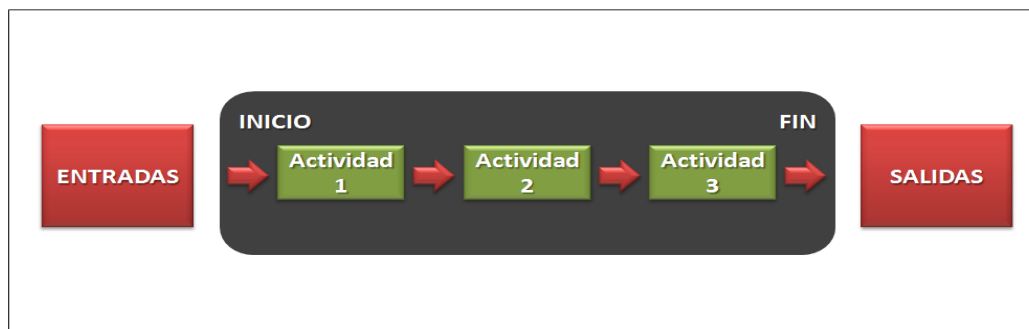 ENTRADAS
INICIO
FIN
Actividad
1
Actividad
2
Actividad
3
SALIDAS